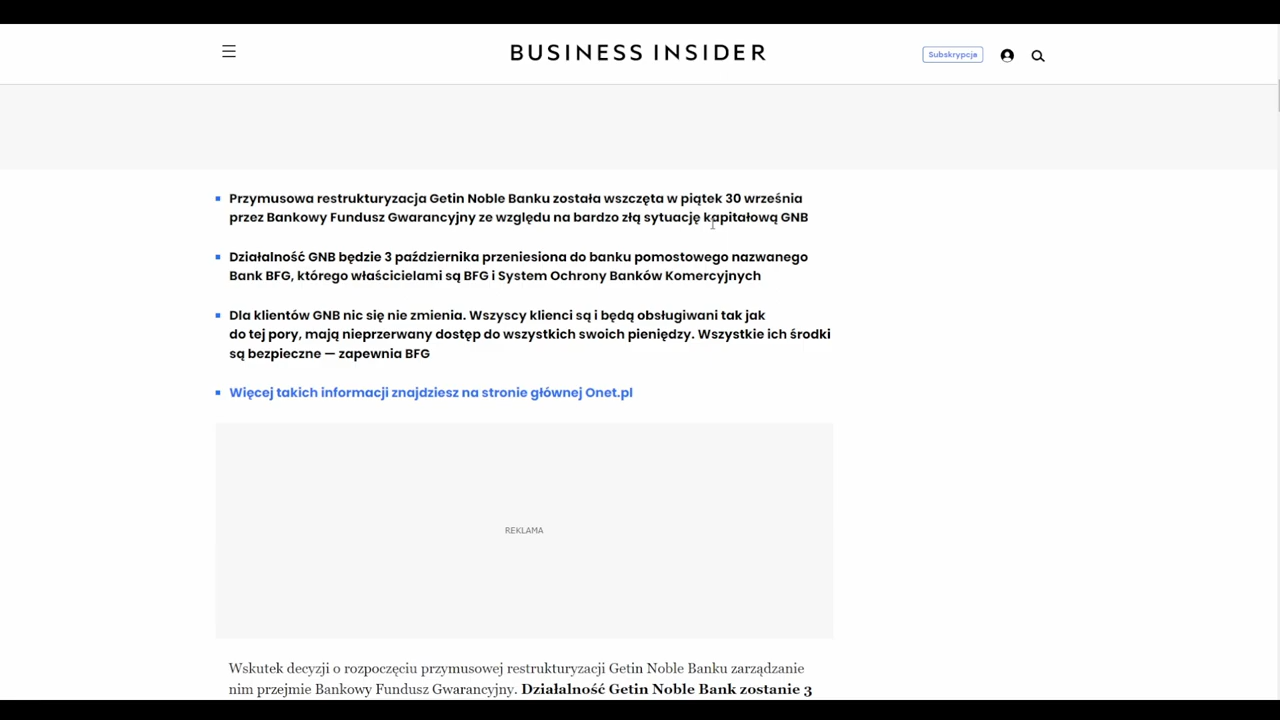 BUSINESS INSIDER
Subskrypcja
Przymusowa restrukturyzacja Getin Noble Banku została wszczęta w piątek 30 września
przez Bankowy Fundusz Gwarancyjny ze względu na bardzo złą sytuację kapitałową GNB
Działalność GNB będzie 3 października przeniesiona do banku pomostowego nazwanego
Bank BFG, którego właścicielami są BFG i System Ochrony Banków Komercyjnych
Dla klientów GNB nic się nie zmienia. Wszyscy klienci są i będą obsługiwani tak jak
do tej pory, mają nieprzerwany dostęp do wszystkich swoich pieniędzy. Wszystkie ich środki
są bezpieczne — zapewnia BFG
Więcej takich informacji znajdziesz na stronie głównej Onet.pl
REKLAMA
Wskutek decyzji o rozpoczęciu przymusowej restrukturyzacji Getin Noble Banku zarządzanie
nim przejmie Bankowy Fundusz Gwarancyjny. Działalność Getin Noble Bank zostanie 3